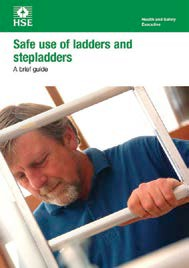 HSE
Health and Safety
Executive
Safe use of ladders and
stepladders
A brief guide